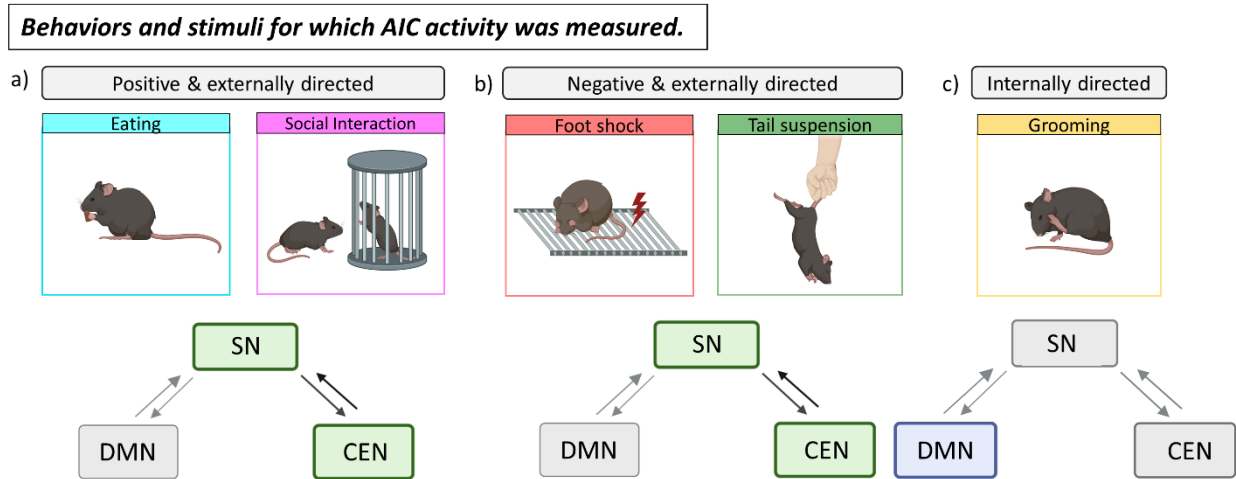 Behaviors and stimuli for which AIC activity was measured.
a)
Positive & externally directed
b)
Negative & externally directed
c)
Internally directed
Eating
Social Interaction
Foot shock
Tail suspension
Grooming
SN
SN
SN
DMN
CEN
DMN
CEN
DMN
CEN